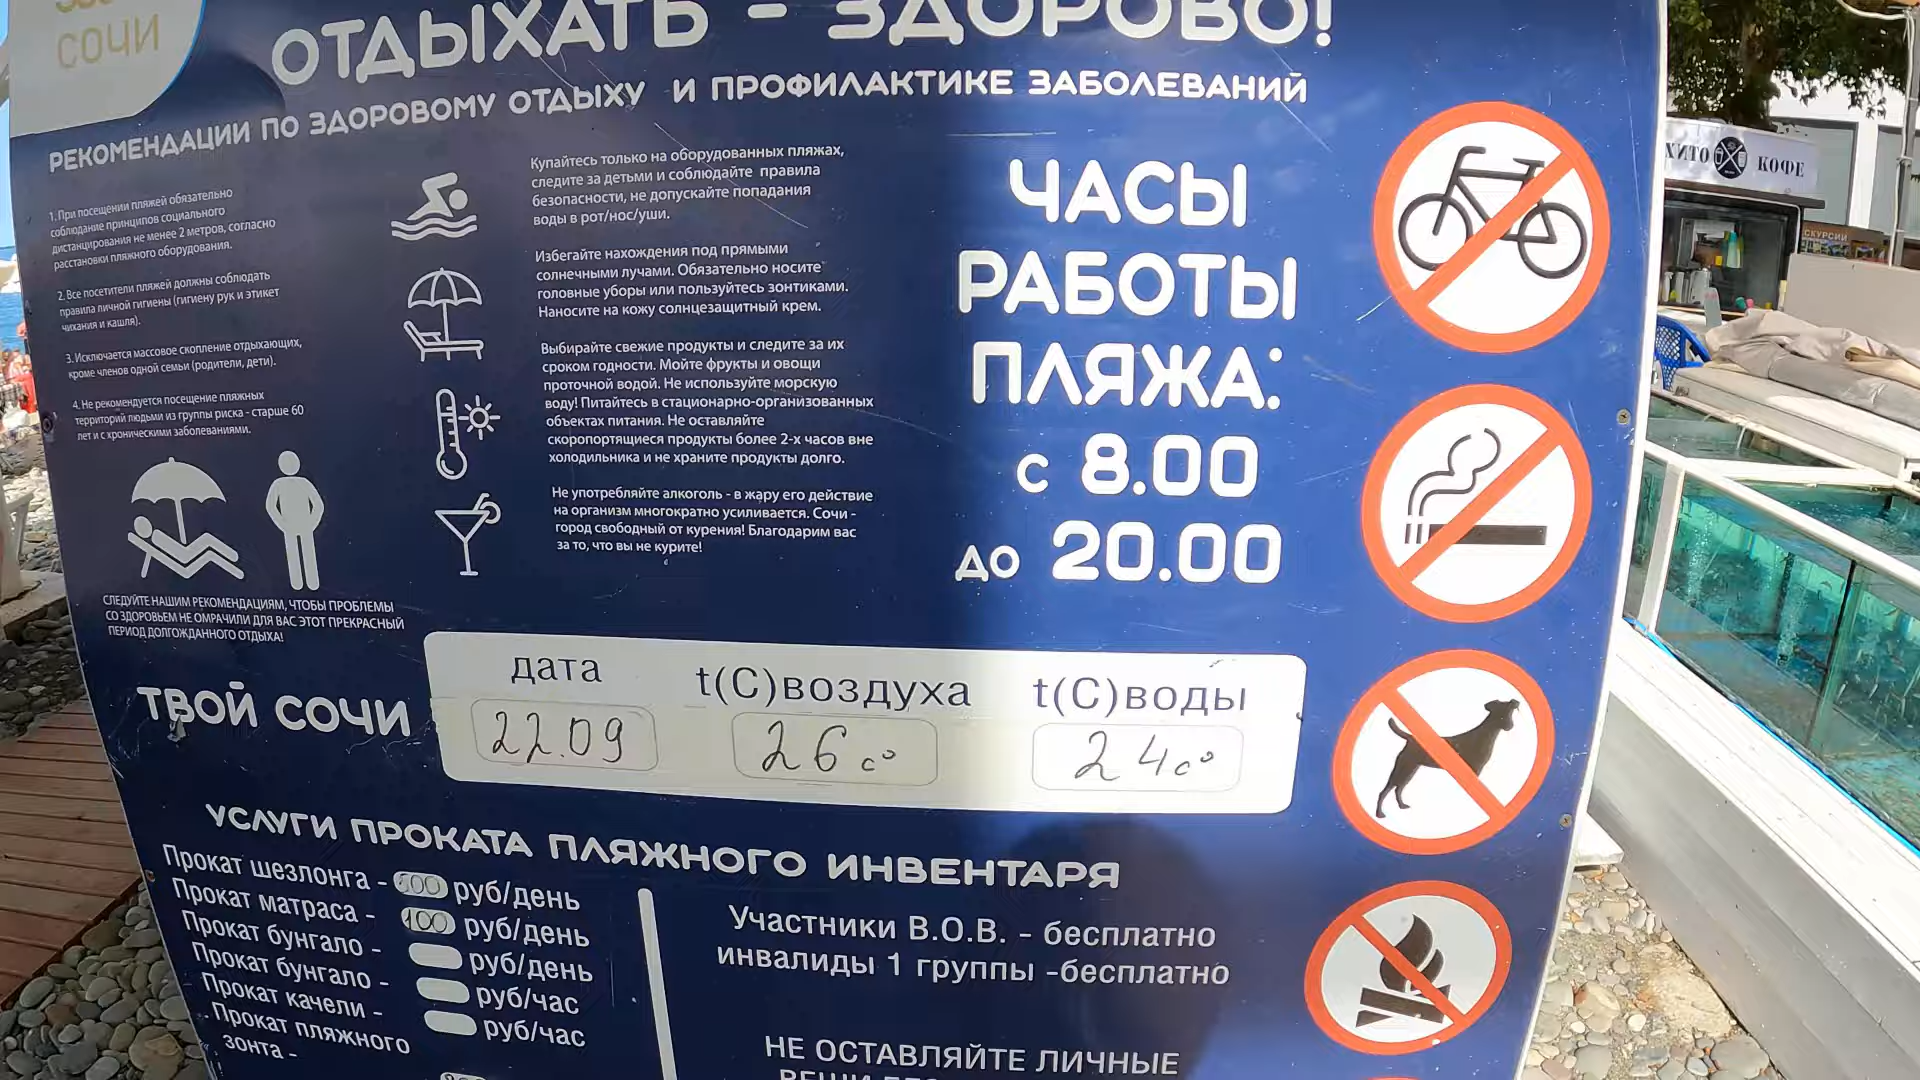 СОЧИ
ОТДЫХАТЬ - ЗДОРОВО!
РЕКОМЕНДАЦИИ ПО ЗДОРОВОМУ ОТДЫХУ И ПРОФИЛАКТИКЕ ЗАБОЛЕВАНИЙ
1. При посещении пляжей обязательно
соблюдание принципов социального
дистанцирования не менее 2 метров, согласно
расстановки пляжного оборудования.
2. Все посетители пляжей должны соблюдать
правила личной гигиены (гигиену рук и этикет
чихания и кашля).
3. Исключается массовое скопление отдыхающих,
кроме членов одной семьи (родители, дети).
4. Не рекомендуется посещение пляжных
территорий людьми из группы риска - старше 60
лет и с хроническими заболеваниями.
СЛЕДУЙТЕ НАШИМ РЕКОМЕНДАЦИЯМ, ЧТОБЫ ПРОБЛЕМЫ
СО ЗДОРОВЬЕМ НЕ ОМРАЧИЛИ ДЛЯ ВАС ЭТОТ ПРЕКРАСНЫЙ
ПЕРИОД ДОЛГОЖДАННОГО ОТДЫХА!
Купайтесь только на оборудованных пляжах,
следите за детьми и соблюдайте правила
безопасности, не допускайте попадания
воды в рот/нос/уши.
Избегайте нахождения под прямыми
солнечными лучами. Обязательно носите
головные уборы или пользуйтесь зонтиками.
Наносите на кожу солнцезащитный крем.
Выбирайте свежие продукты и следите за их
сроком годности. Мойте фрукты и овощи
проточной водой. Не используйте морскую
воду! Питайтесь в стационарно-организованных
объектах питания. Не оставляйте
скоропортящиеся продукты более 2-х часов вне
холодильника и не храните продукты долго.
Не употребляйте алкоголь - в жару его действие
на организм многократно усиливается. Сочи -
город свободный от курения! Благодарим вас
за то, что вы не курите!
ЧАСЫ
РАБОТЫ
ПЛЯЖА:
с 8.00
до 20.00
ТВОЙ СОЧИ
дата t(С)воздуха t(С)воды
22.09 26 с° 24 с°
УСЛУГИ ПРОКАТА ПЛЯЖНОГО ИНВЕНТАРЯ
Прокат шезлонга - руб/день
Прокат матраса - 100 руб/день
Прокат бунгало - руб/день
Прокат бунгало - руб/час
Прокат качели - руб/час
Прокат пляжного
зонта -
Участники В.О.В. - бесплатно
инвалиды 1 группы -бесплатно
НЕ ОСТАВЛЯЙТЕ ЛИЧНЫЕ
КОФЕ